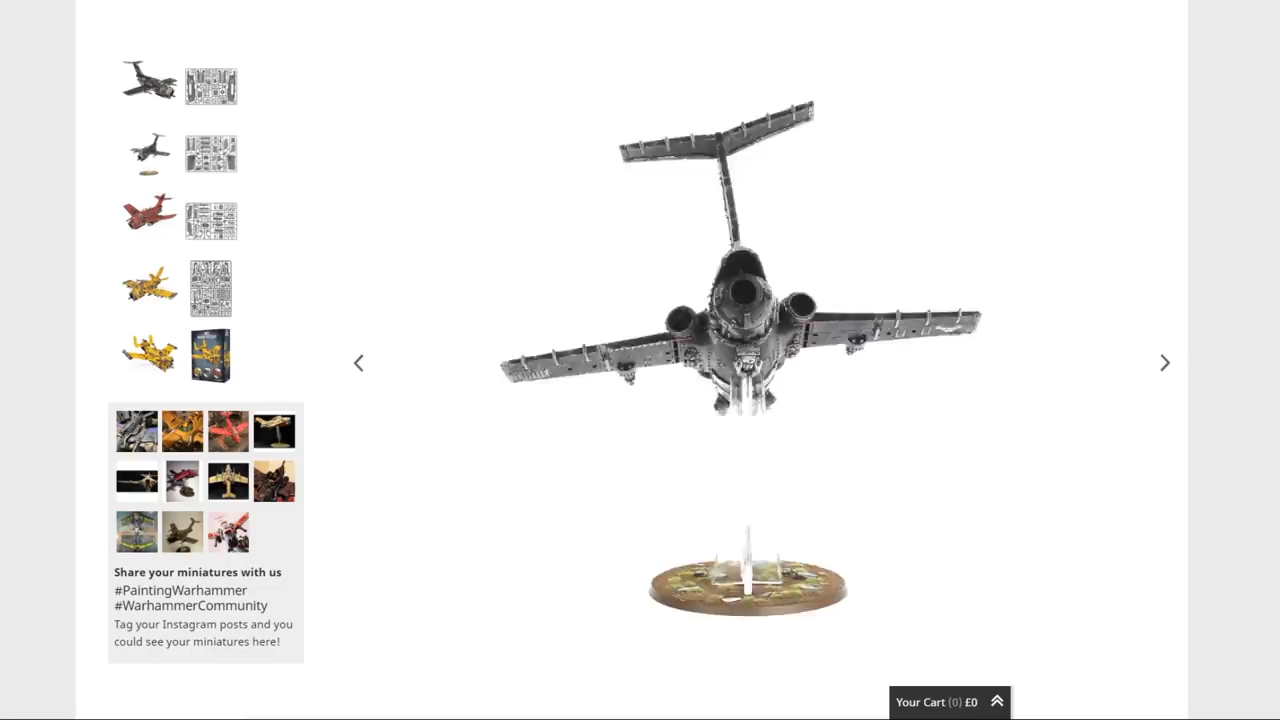 Share your miniatures with us
#PaintingWarhammer
#WarhammerCommunity
Tag your Instagram posts and you
could see your miniatures here!
Your Cart (0) £0